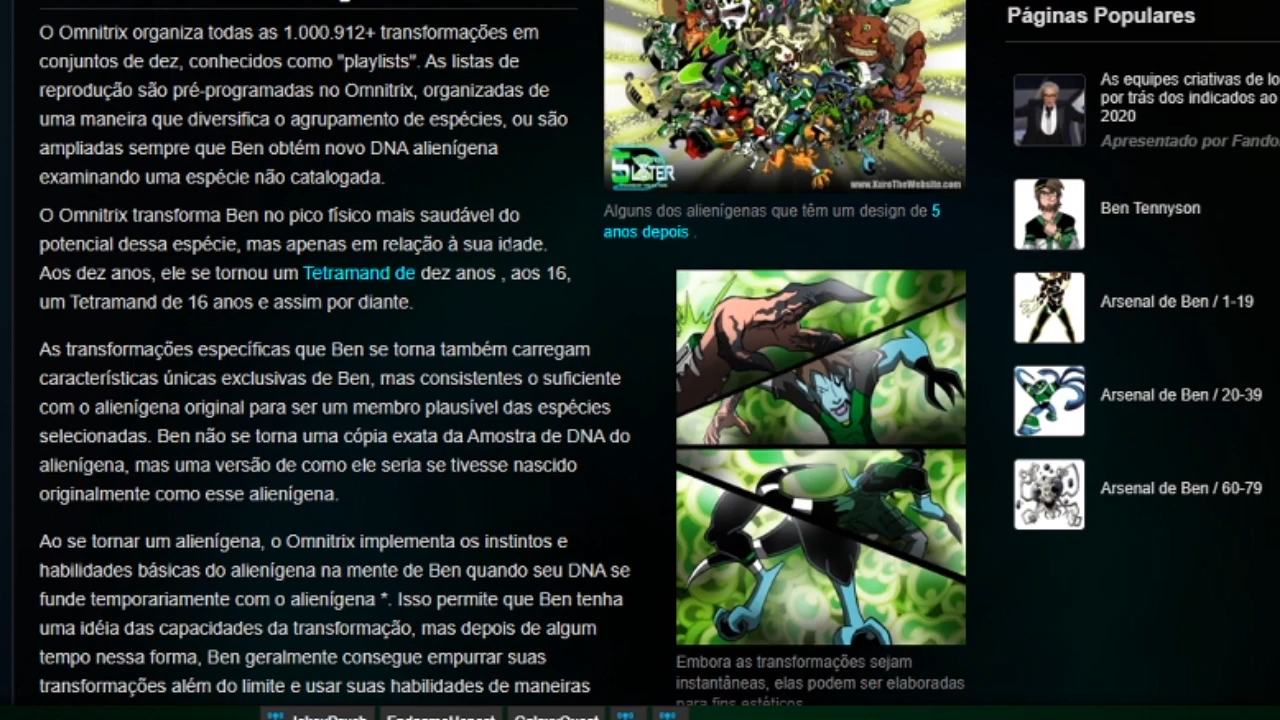 O Omnitrix organiza todas as 1.000.912+ transformações em
conjuntos de dez, conhecidos como "playlists". As listas de
reprodução são pré-programadas no Omnitrix, organizadas de
uma maneira que diversifica o agrupamento de espécies, ou são
ampliadas sempre que Ben obtém novo DNA alienígena
examinando uma espécie não catalogada.
O Omnitrix transforma Ben no pico físico mais saudável do
potencial dessa espécie, mas apenas em relação à sua idade.
Aos dez anos, ele se tornou um Tetramand de dez anos , aos 16,
um Tetramand de 16 anos e assim por diante.
As transformações específicas que Ben se torna também carregam
características únicas exclusivas de Ben, mas consistentes o suficiente
com o alienígena original para ser um membro plausível das espécies
selecionadas. Ben não se torna uma cópia exata da Amostra de DNA do
alienígena, mas uma versão de como ele seria se tivesse nascido
originalmente como esse alienígena.
Ao se tornar um alienígena, o Omnitrix implementa os instintos e
habilidades básicas do alienígena na mente de Ben quando seu DNA se
funde temporariamente com o alienígena *. Isso permite que Ben tenha
uma idéia das capacidades da transformação, mas depois de algum
tempo nessa forma, Ben geralmente consegue empurrar suas
transformações além do limite e usar suas habilidades de maneiras
5
LATER
www.XuroTheWebsite.com
Alguns dos alienígenas que têm um design de 5
anos depois .
Embora as transformações sejam
instantâneas, elas podem ser elaboradas
para fins estéticos
Páginas Populares
As equipes criativas de lo
por trás dos indicados ao
2020
Apresentado por Fando
Ben Tennyson
Arsenal de Ben / 1-19
Arsenal de Ben / 20-39
Arsenal de Ben / 60-79